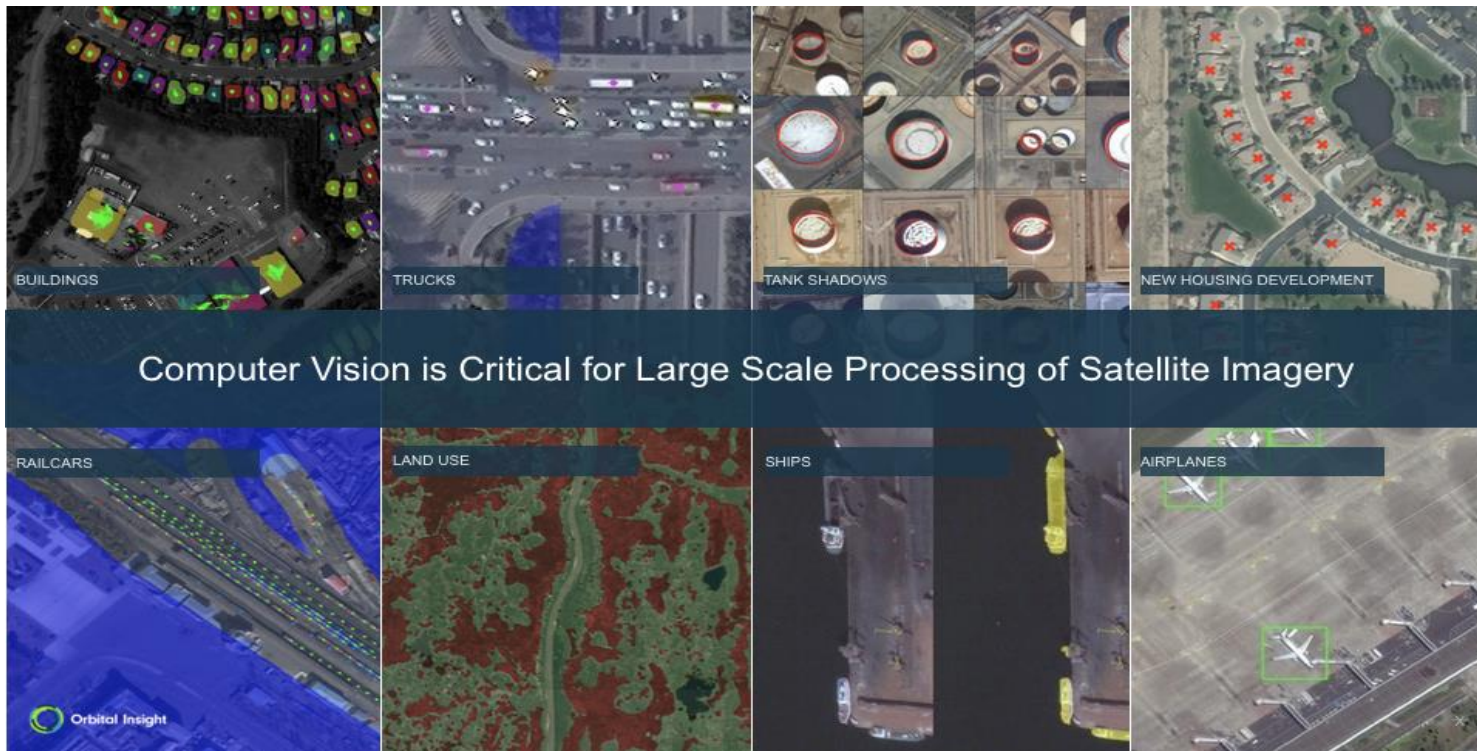 BUILDINGS
TRUCKS
TANK SHADOWS
NEW HOUSING DEVELOPMENT
Computer Vision is Critical for Large Scale Processing of Satellite Imagery
RAILCARS
LAND USE
SHIPS
AIRPLANES
Orbital Insight